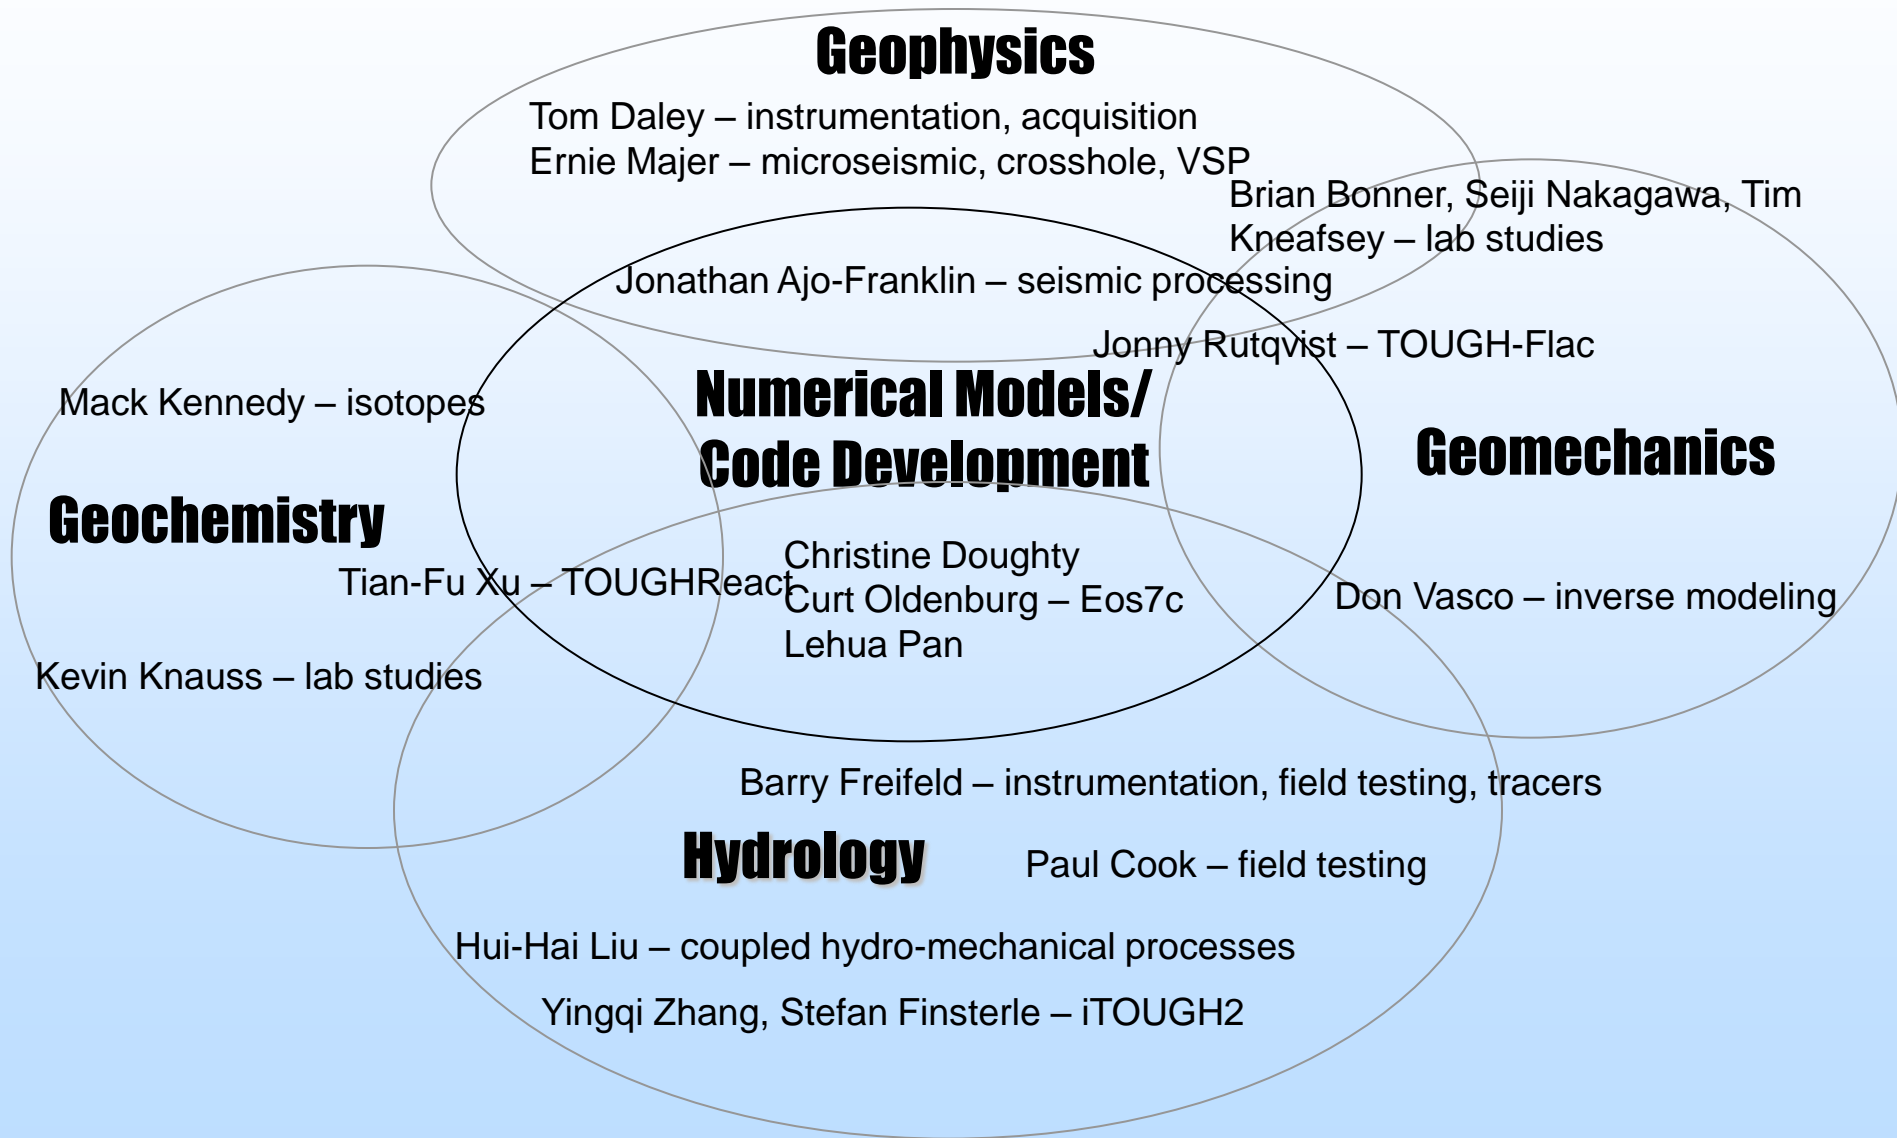 Geophysics
Tom Daley – instrumentation, acquisition
Ernie Majer – microseismic, crosshole, VSP
Brian Bonner, Seiji Nakagawa, Tim
Kneafsey – lab studies
Jonathan Ajo-Franklin – seismic processing
Jonny Rutqvist – TOUGH-Flac
Mack Kennedy – isotopes
Numerical Models/
Code Development
Geomechanics
Geochemistry
Christine Doughty
Tian-Fu Xu – TOUGHReact
Curt Oldenburg – Eos7c
Don Vasco – inverse modeling
Lehua Pan
Kevin Knauss – lab studies
Barry Freifeld – instrumentation, field testing, tracers
Hydrology
Paul Cook – field testing
Hui-Hai Liu – coupled hydro-mechanical processes
Yingqi Zhang, Stefan Finsterle – iTOUGH2